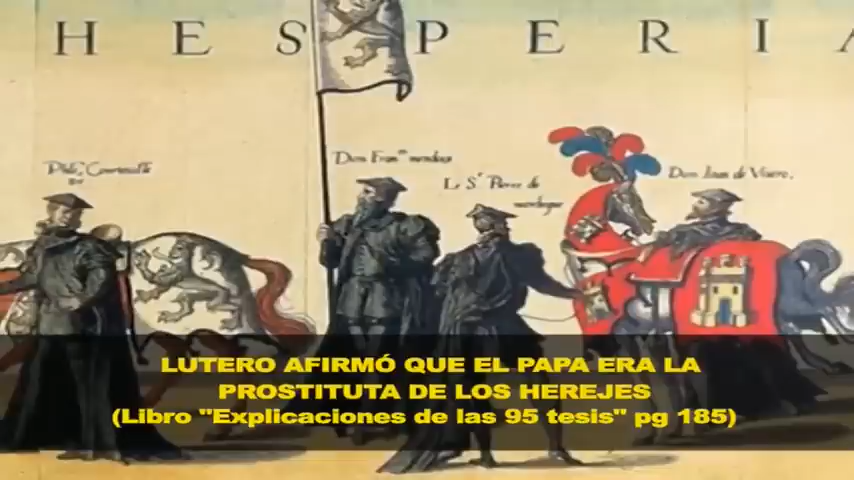 HESPERIA
Don Fran^co mendoça
Don Juan de Vivero.
LUTERO AFIRMÓ QUE EL PAPA ERA LA
PROSTITUTA DE LOS HEREJES
(Libro "Explicaciones de las 95 tesis" pg 185)